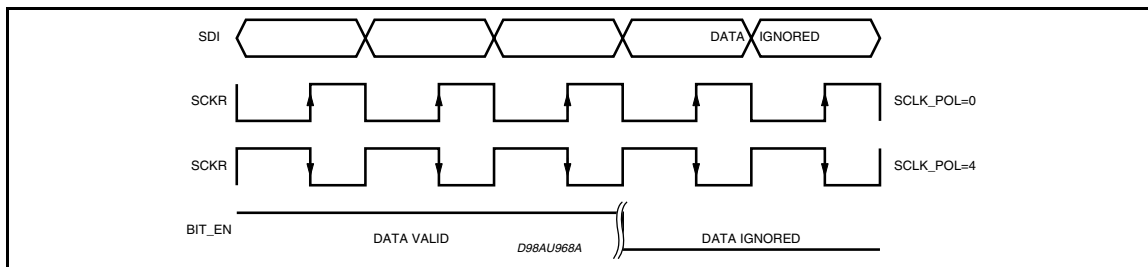 SDI
DATA IGNORED
SCKR
SCLK_POL=0
SCKR
SCLK_POL=4
BIT_EN
DATA VALID
D98AU968A
DATA IGNORED